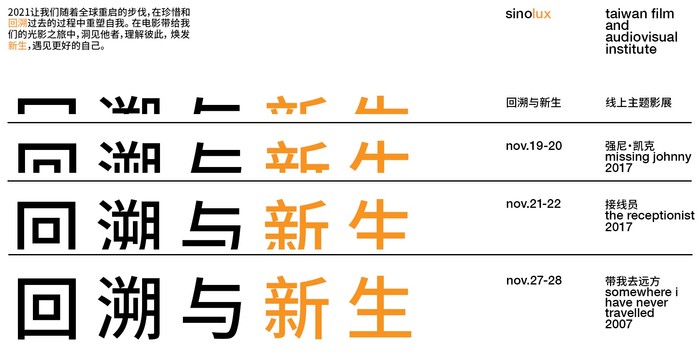 2021让我们随着全球重启的步伐,在珍惜和
回溯过去的过程中重塑自我。在电影带给我
们的光影之旅中,洞见他者,理解彼此,焕发
新生,遇见更好的自己。
sinolux
taiwan film
and
audiovisual
institute
回溯与新生
回溯与新生
线上主题影展
回溯与新生
nov.19-20
强尼·凯克
missing johnny
2017
回溯与新生
nov.21-22
接线员
the receptionist
2017
回溯与新生
nov.27-28
带我去远方
somewhere i
have never
travelled
2007